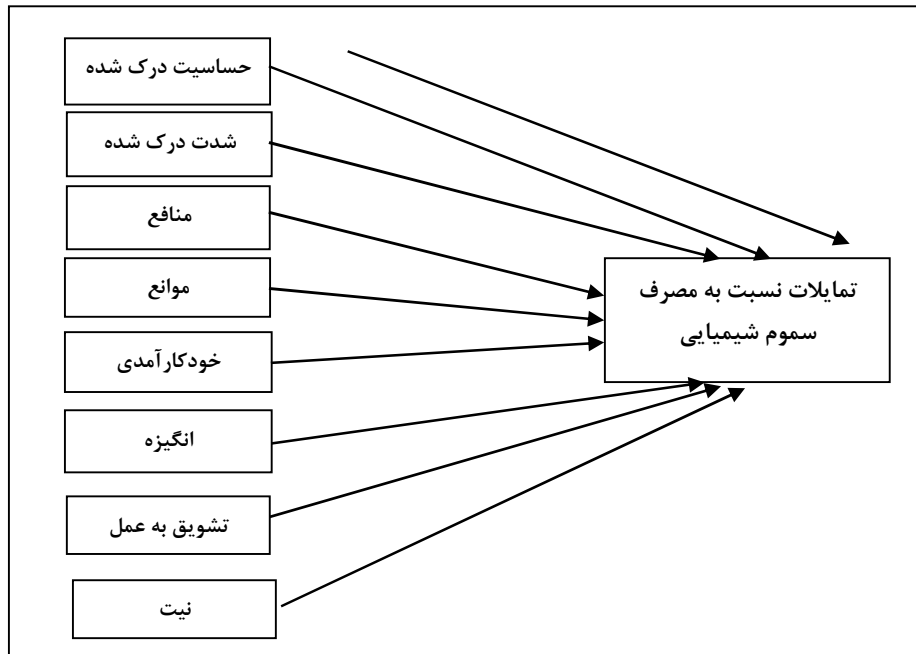 حساسیت درک شده
شدت درک شده
منافع
موانع
خودکارآمدی
انگیزه
تشویق به عمل
نیت
تمایلات نسبت به مصرف
سموم شیمیایی